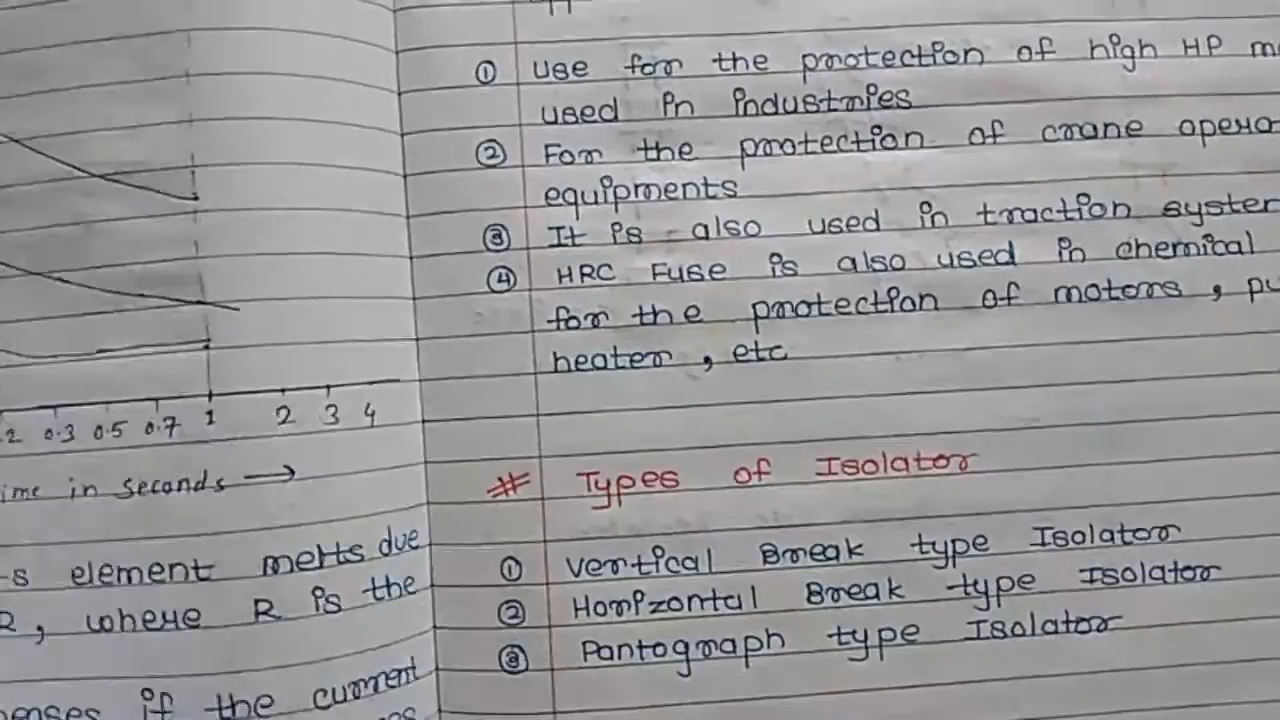 0.3 0.5 0.7 1 2 3 4
in seconds →
element melts due
R, where R is the
if the current
① Use for the protection of high HP
used in industries
② For the protection of crane
equipments
③ It is also used in traction
④ HRC Fuse is also used in chemical
for the protection of motors,
heater, etc
# Types of Isolator
① Vertical Break type Isolator
② Horizontal Break type Isolator
③ Pantograph type Isolator